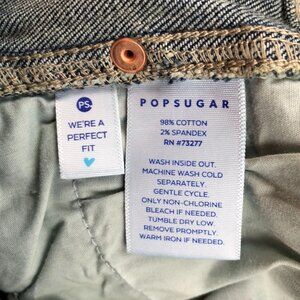 PS.
WE'RE A
PERFECT
FIT
POPSUGAR
98% COTTON
2% SPANDEX
RN #73277
WASH INSIDE OUT.
MACHINE WASH COLD
SEPARATELY.
GENTLE CYCLE.
ONLY NON-CHLORINE
BLEACH IF NEEDED.
TUMBLE DRY LOW.
REMOVE PROMPTLY.
WARM IRON IF NEEDED.